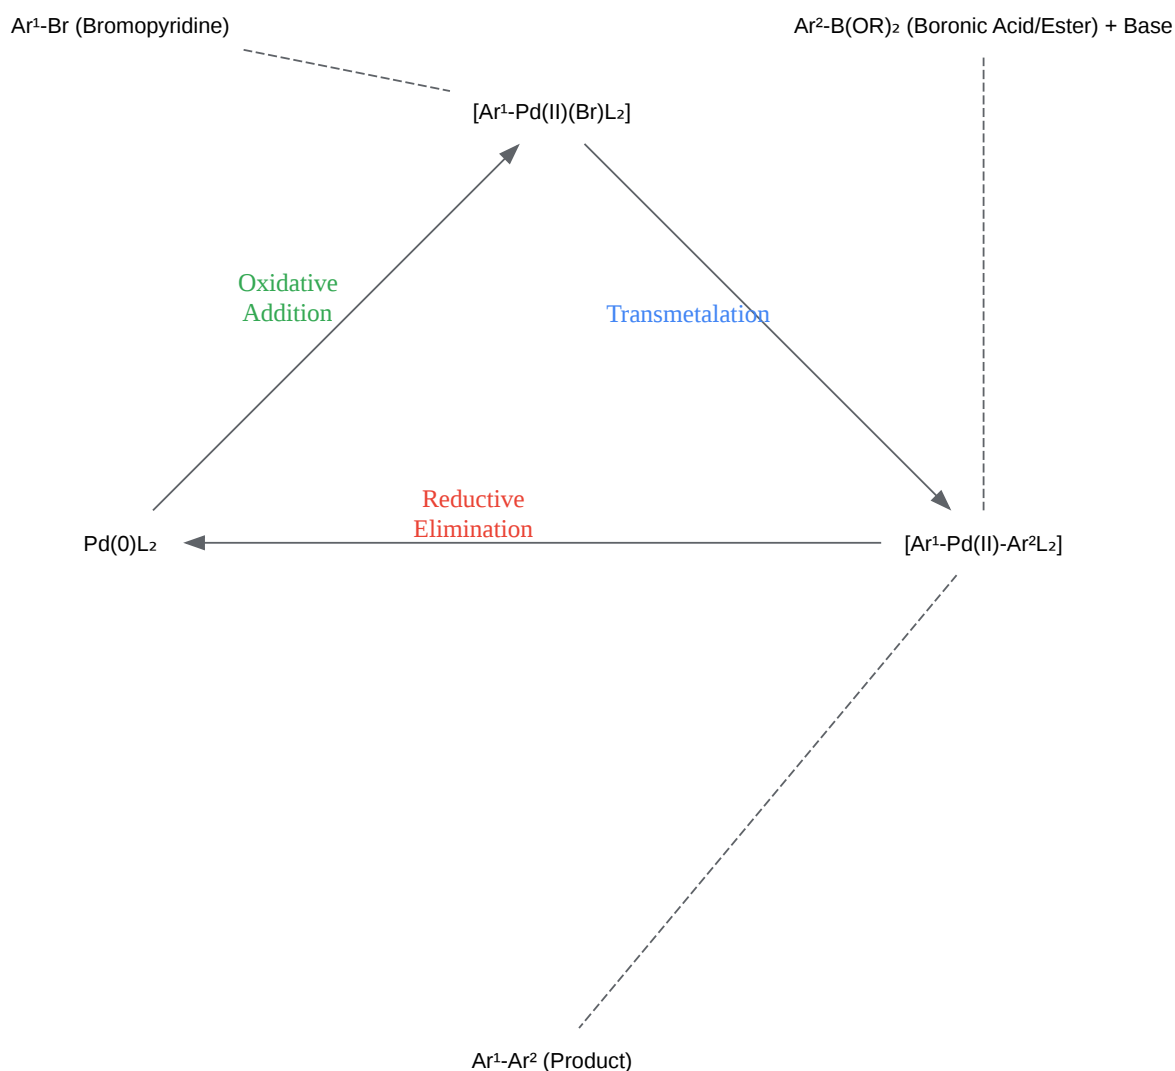 Ar¹-Br (Bromopyridine)
Ar²-B(OR)₂ (Boronic Acid/Ester) + Base
[Ar¹-Pd(II)(Br)L₂]
Oxidative
Addition
Transmetalation
Reductive
Elimination
Pd(0)L₂
[Ar¹-Pd(II)-Ar²L₂]
Ar¹-Ar² (Product)